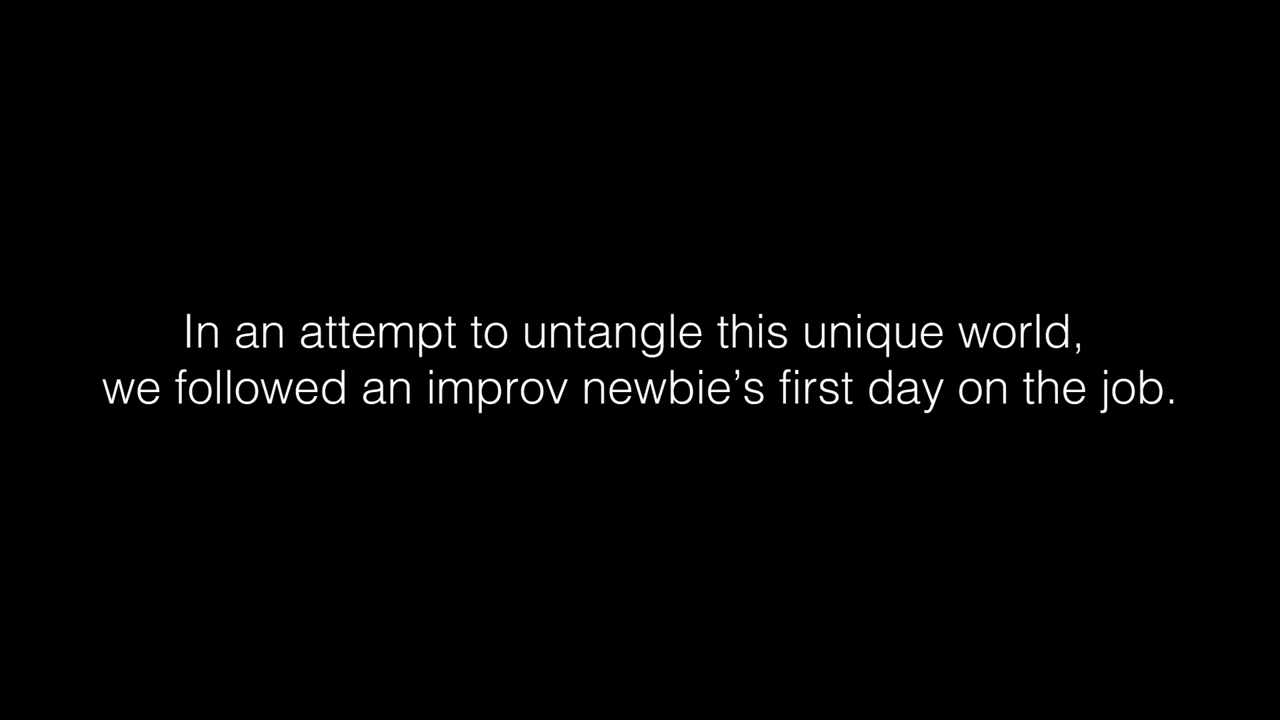 In an attempt to untangle this unique world,
we followed an improv newbie’s first day on the job.